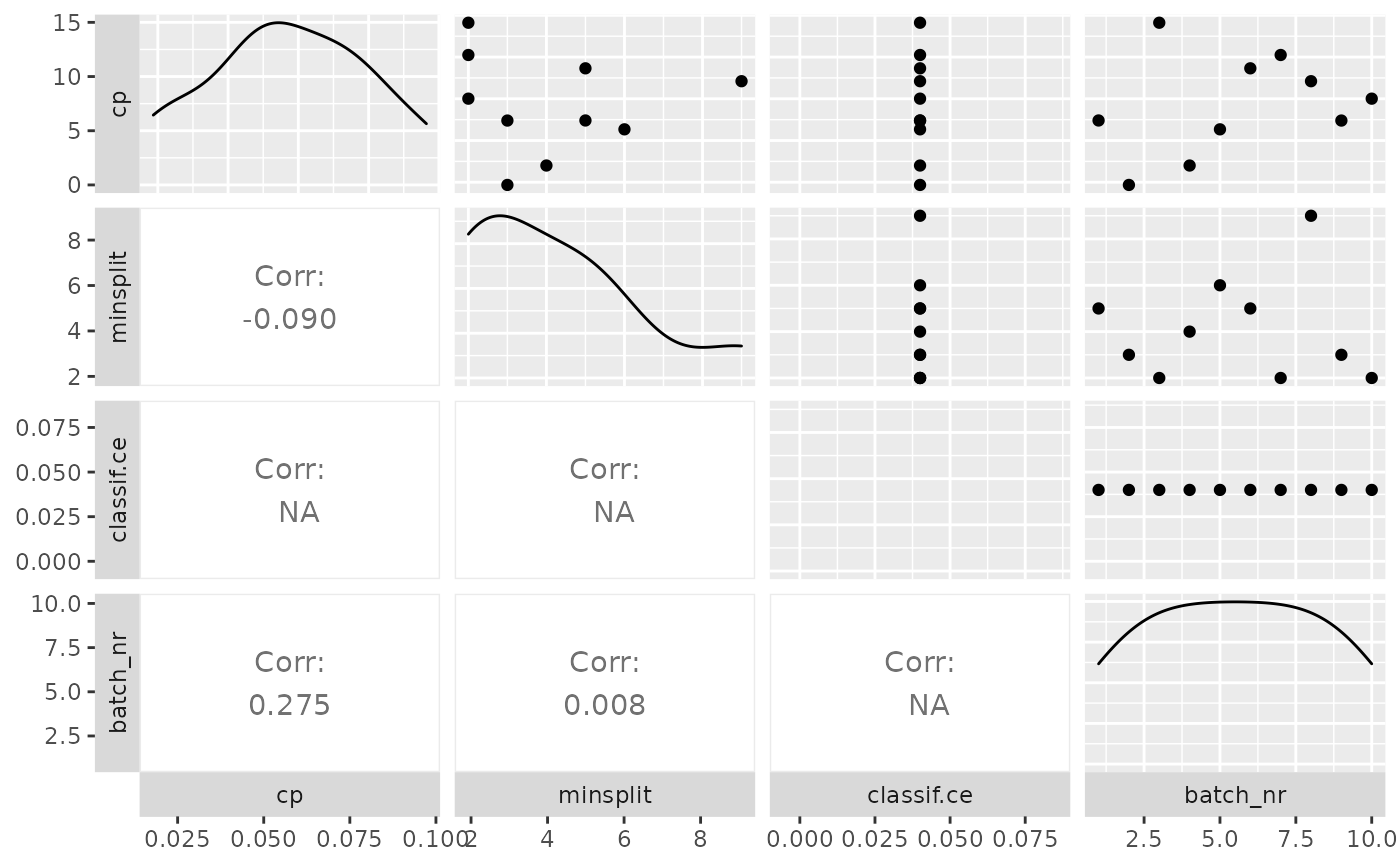 15
10
5
0
cp
8
6
4
2
minsplit
Corr:
-0.090
0.075
0.050
0.025
0.000
classif.ce
Corr:
NA
Corr:
NA
10.0
7.5
5.0
2.5
batch_nr
Corr:
0.275
Corr:
0.008
Corr:
NA
cp minsplit classif.ce batch_nr
0.025 0.050 0.075 0.100 2 4 6 8 0.000 0.025 0.050 0.075 2.5 5.0 7.5 10.0